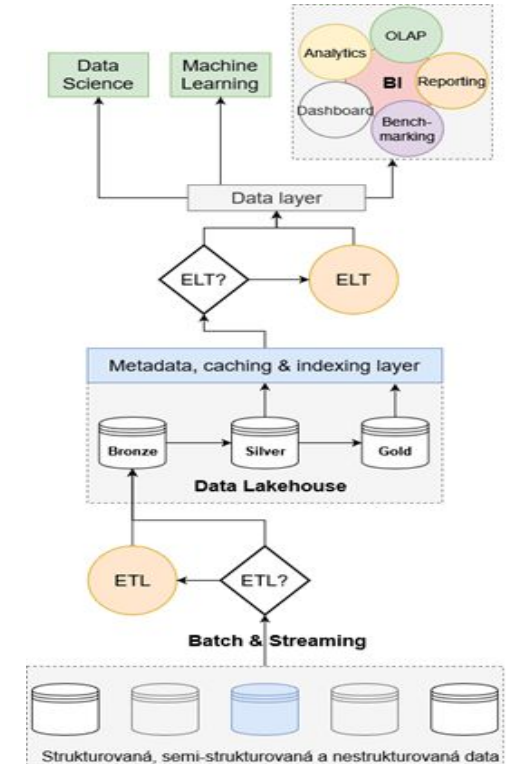 Data
Science
Machine
Learning
OLAP
Analytics
BI
Reporting
Dashboard
Bench-
marking
Data layer
ELT?
ELT
Metadata, caching & indexing layer
Bronze
Silver
Gold
Data Lakehouse
ETL
ETL?
Batch & Streaming
Strukturovaná, semi-strukturovaná a nestrukturovaná data